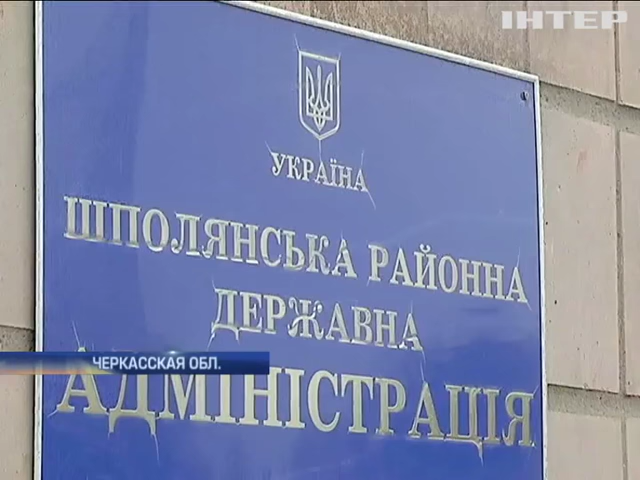 ІНТЕР
УКРАЇНА
ШПОЛЯНСЬКА РАЙОННА
ДЕРЖАВНА
ЧЕРКАССКАЯ ОБЛ.
АДМІНІСТРАЦІЯ